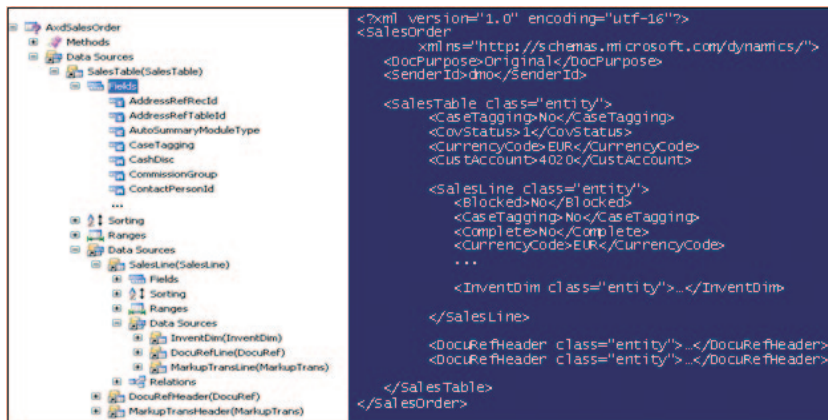 AxdSalesOrder
Methods
Data Sources
SalesTable(SalesTable)
Fields
AddressRefRecId
AddressRefTableId
AutoSummaryModuleType
CaseTagging
CashDisc
CommissionGroup
ContactPersonId
...
Sorting
Ranges
Data Sources
SalesLine(SalesLine)
Fields
Sorting
Ranges
Data Sources
InventDim(InventDim)
DocuRefLine(DocuRef)
MarkupTransLine(MarkupTrans)
Relations
DocuRefHeader(DocuRef)
MarkupTransHeader(MarkupTrans)
<?xml version="1.0" encoding="utf-16"?>
<SalesOrder
xmlns="http://schemas.microsoft.com/dynamics/">
<DocPurpose>Original</DocPurpose>
<SenderId>dmo</SenderId>
<SalesTable class="entity">
<CaseTagging>No</CaseTagging>
<CovStatus>1</CovStatus>
<CurrencyCode>EUR</CurrencyCode>
<CustAccount>4020</CustAccount>
<SalesLine class="entity">
<Blocked>No</Blocked>
<CaseTagging>No</CaseTagging>
<Complete>No</Complete>
<CurrencyCode>EUR</CurrencyCode>
...
<InventDim class="entity">…</InventDim>
</SalesLine>
<DocuRefHeader class="entity">…</DocuRefHeader>
<DocuRefHeader class="entity">…</DocuRefHeader>
</SalesTable>
</SalesOrder>